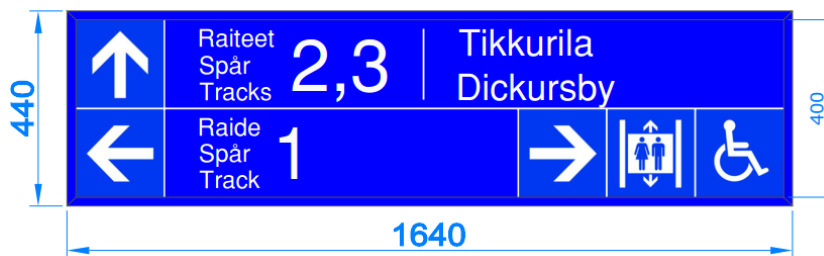 Raiteet
Spår
Tracks
2,3
Tikkurila
Dickursby
Raide
Spår
Track
1
440
400
1640